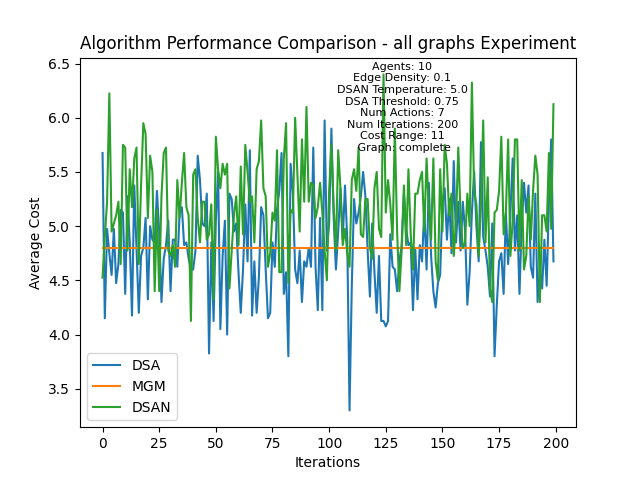 Algorithm Performance Comparison - all graphs Experiment
Agents: 10
Edge Density: 0.1
DSAN Temperature: 5.0
DSA Threshold: 0.75
Num Actions: 7
Num Iterations: 200
Cost Range: 11
Graph: complete
6.5
6.0
5.5
5.0
4.5
4.0
3.5
Average Cost
DSA
MGM
DSAN
0
25
50
75
100
125
150
175
200
Iterations